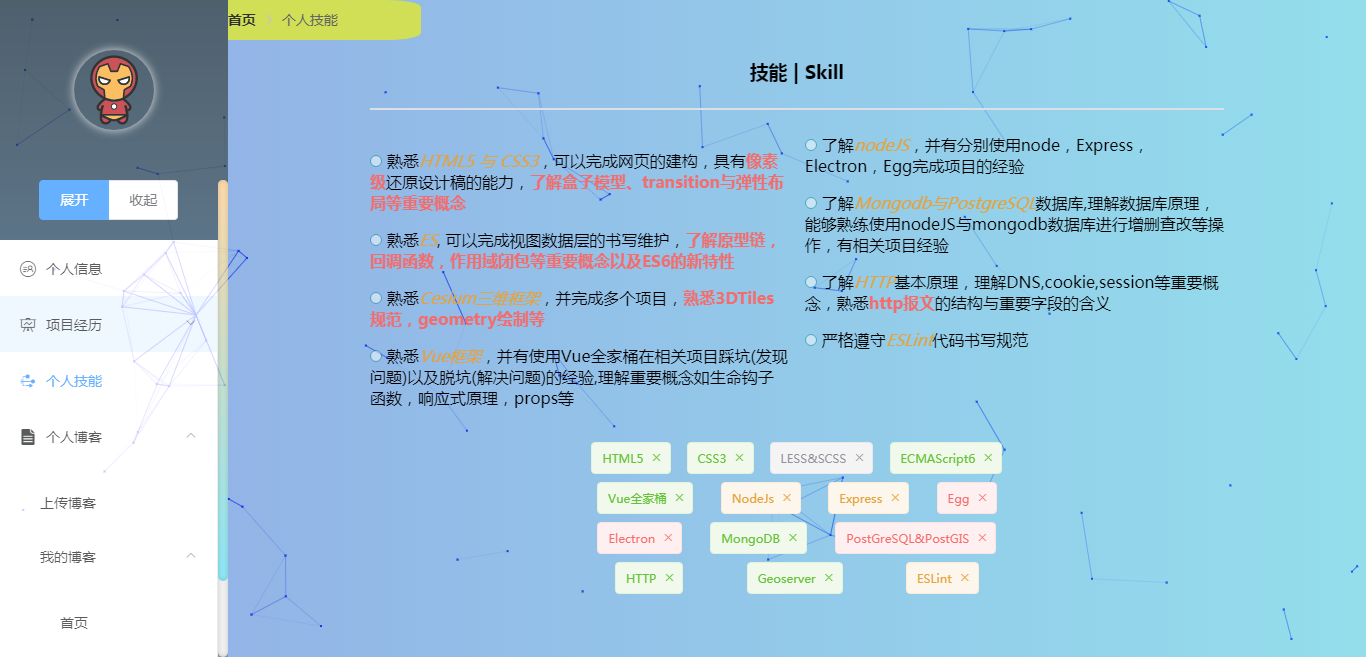 首页 > 个人技能
展开 收起
个人信息
项目经历
个人技能
个人博客
上传博客
我的博客
首页
技能 | Skill
熟悉HTML5 与 CSS3，可以完成网页的建构，具有像素
级还原设计稿的能力，了解盒子模型、transition与弹性布
局等重要概念
熟悉ES, 可以完成视图数据层的书写维护，了解原型链，
回调函数，作用域闭包等重要概念以及ES6的新特性
熟悉Cesium三维框架，并完成多个项目，熟悉3DTiles
规范，geometry绘制等
熟悉Vue框架，并有使用Vue全家桶在相关项目踩坑(发现
问题)以及脱坑(解决问题)的经验,理解重要概念如生命钩子
函数，响应式原理，props等
了解nodeJS，并有分别使用node，Express，
Electron，Egg完成项目的经验
了解Mongodb与PostgreSQL数据库,理解数据库原理，
能够熟练使用nodeJS与mongodb数据库进行增删查改等操
作，有相关项目经验
了解HTTP基本原理，理解DNS,cookie,session等重要概
念，熟悉http报文的结构与重要字段的含义
严格遵守ESLint代码书写规范
HTML5 × CSS3 × LESS&SCSS × ECMAScript6 ×
Vue全家桶 × NodeJs × Express × Egg ×
Electron × MongoDB × PostGreSQL&PostGIS ×
HTTP × Geoserver × ESLint ×